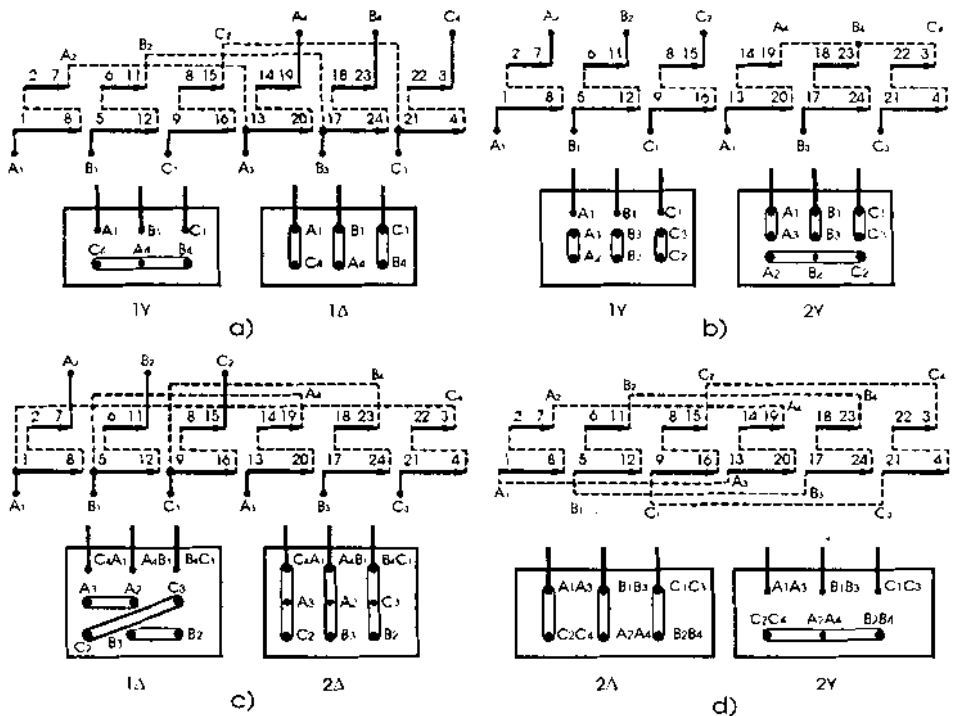 A₄ B₄ C₄
A₂ B₂ C₂
2 7 6 11 8 15 14 19 18 23 22 3
1 8 5 12 9 16 13 20 17 24 21 4
A₁ B₁ C₁ A₃ B₃ C₃
A₁ B₁ C₁
C₄ A₄ B₄
1Y
A₁ B₁ C₁
C₄ A₄ B₄
1Δ
a)
A₂ B₂ C₂ A₄ B₄ C₄
2 7 6 11 8 15 14 19 18 23 22 3
1 8 5 12 9 16 13 20 17 24 21 4
A₁ B₁ C₁ A₃ B₃ C₃
A₁ B₁ C₁
A₃ B₃ C₃
A₂ B₂ C₂
1Y
A₁ B₁ C₁
A₃ B₃ C₃
A₂ B₂ C₂
2Y
b)
A₂ B₂ C₂ B₄
A₄ C₄
2 7 6 11 8 15 14 19 18 23 22 3
1 8 5 12 9 16 13 20 17 24 21 4
A₁ B₁ C₁ A₃ B₃ C₃
C₄A₁ A₄B₁ B₄C₁
A₃ A₂ C₃
C₂ B₃ B₂
1Δ
C₄A₁ A₄B₁ B₄C₁
A₃ A₂ C₃
C₂ B₃ B₂
2Δ
c)
C₂ C₄
A₂ B₂ A₄ B₄
2 7 6 11 8 15 14 19 18 23 22 3
1 8 5 12 9 16 13 20 17 24 21 4
A₁ B₁ C₁ A₃ B₃ C₃
A₁A₃ B₁B₃ C₁C₃
C₂C₄ A₂A₄ B₂B₄
2Δ
A₁A₃ B₁B₃ C₁C₃
C₂C₄ A₂A₄ B₂B₄
2Y
d)